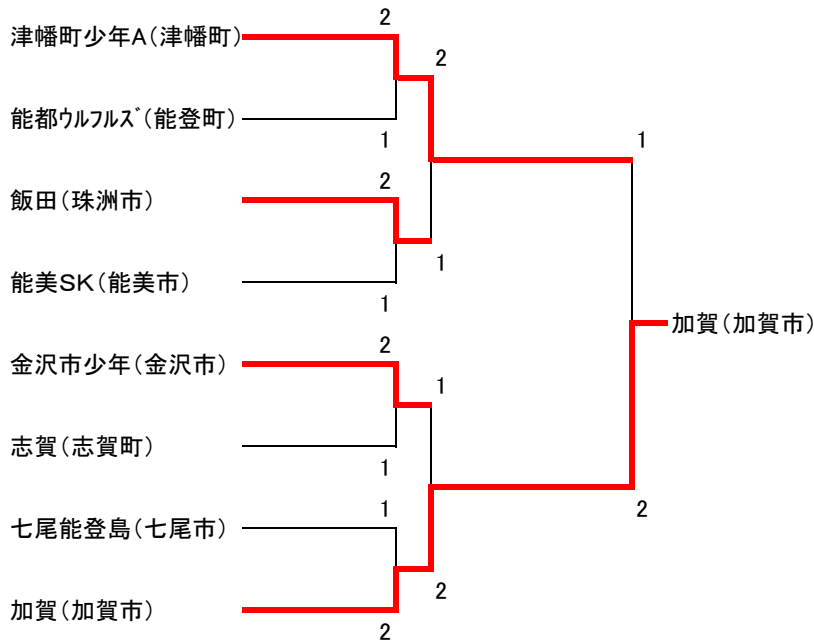 津幡町少年A(津幡町)
2
2
能都ウルフルズ(能登町)
1
1
飯田(珠洲市)
2
1
能美SK(能美市)
1
加賀(加賀市)
金沢市少年(金沢市)
2
1
志賀(志賀町)
1
七尾能登島(七尾市)
1
2
加賀(加賀市)
2
2